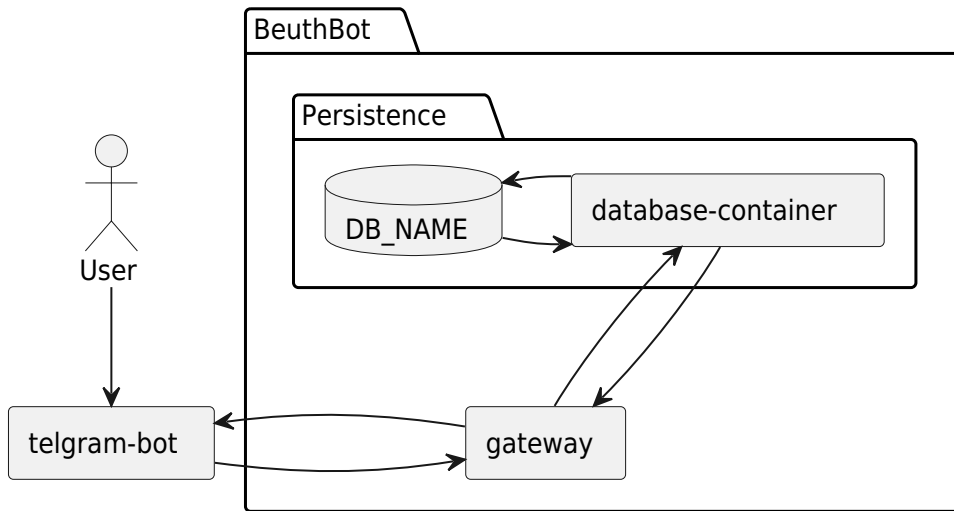 BeuthBot
Persistence
database-container
DB_NAME
User
telgram-bot
gateway